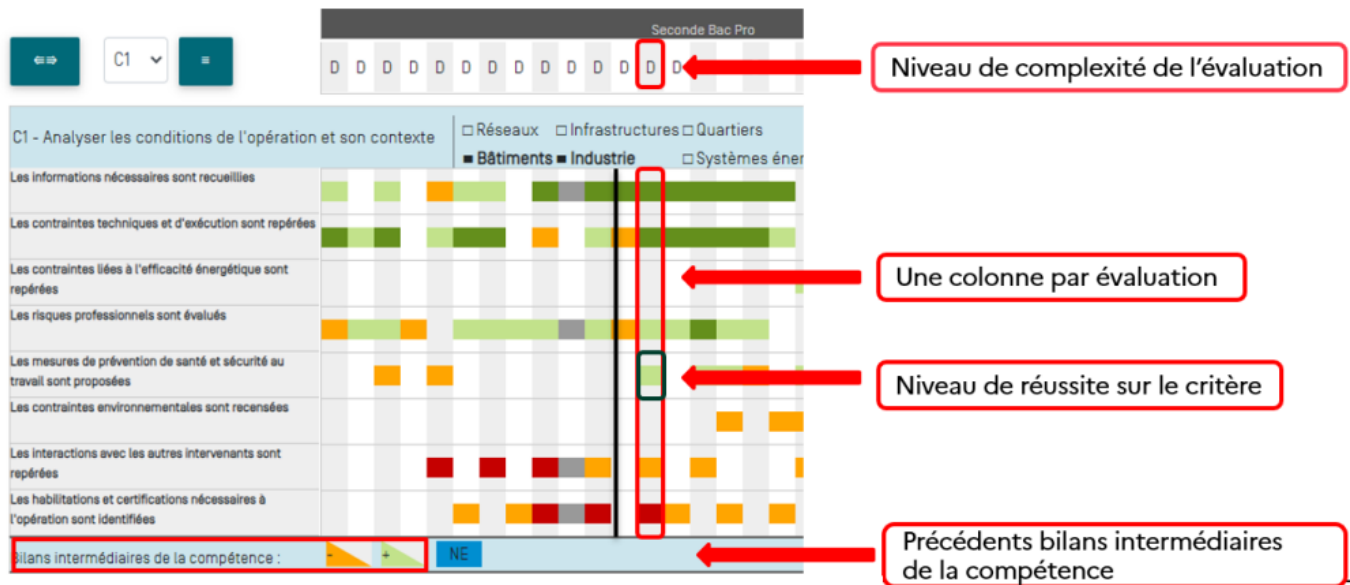 Seconde Bac Pro
C1
D D D D D D D D D D D D D D
Niveau de complexité de l'évaluation
C1 - Analyser les conditions de l'opération et son contexte
□ Réseaux □ Infrastructures □ Quartiers
■ Bâtiments ■ Industrie □ Systèmes éner
Les informations nécessaires sont recueillies
Les contraintes techniques et d'exécution sont repérées
Les contraintes liées à l'efficacité énergétique sont
repérées
Une colonne par évaluation
Les risques professionnels sont évalués
Les mesures de prévention de santé et sécurité au
travail sont proposées
Niveau de réussite sur le critère
Les contraintes environnementales sont recensées
Les interactions avec les autres intervenants sont
repérées
Les habilitations et certifications nécessaires à
l'opération sont identifiées
Bilans intermédiaires de la compétence : - + NE
Précédents bilans intermédiaires
de la compétence